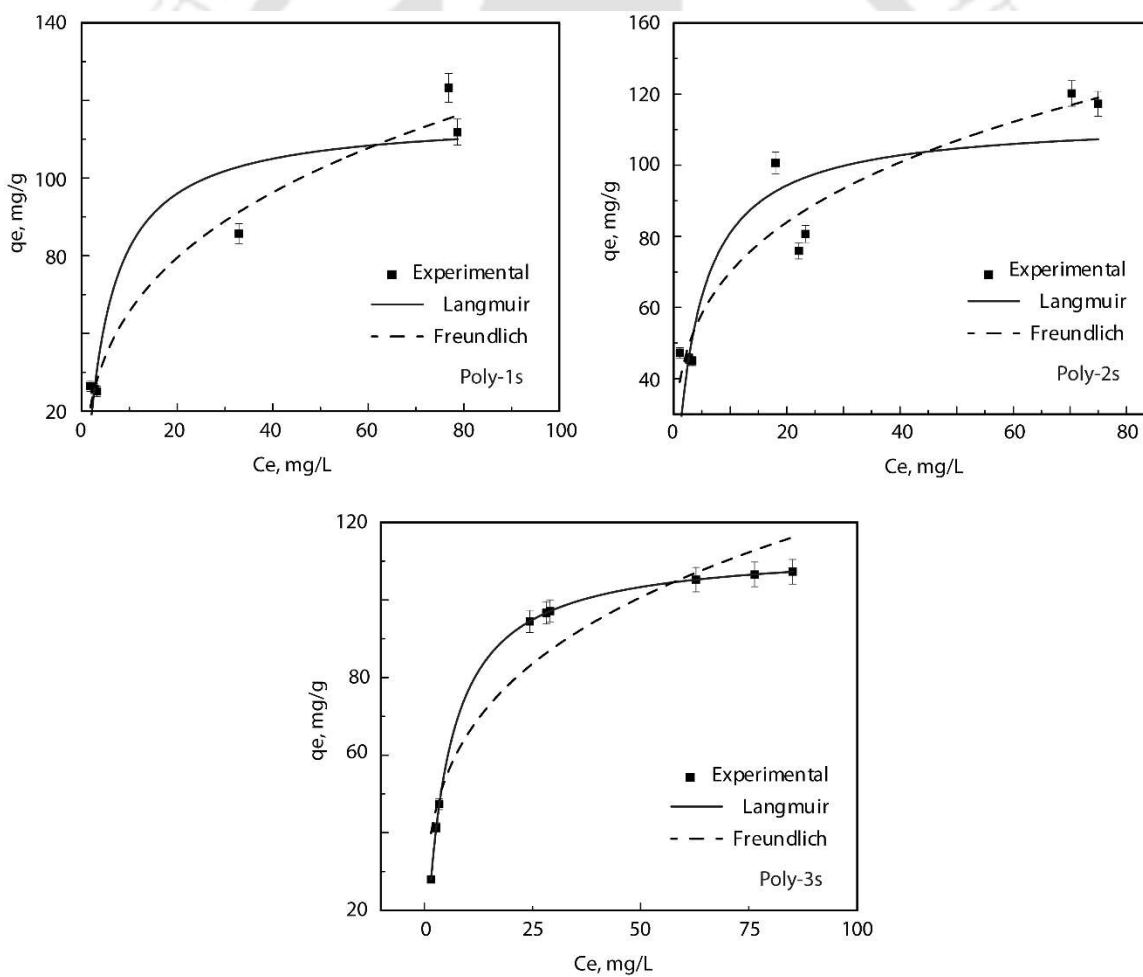 140
100
80
20
0
20
40
60
80
100
qe, mg/g
Ce, mg/L
Experimental
Langmuir
Freundlich
Poly-1s
160
120
100
80
60
40
0
20
40
60
80
qe, mg/g
Ce, mg/L
Experimental
Langmuir
Freundlich
Poly-2s
120
80
60
20
0
25
50
75
100
qe, mg/g
Ce, mg/L
Experimental
Langmuir
Freundlich
Poly-3s